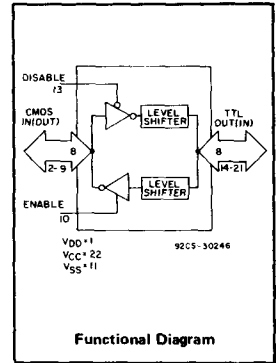 DISABLE
13
CMOS
IN(OUT)
LEVEL
SHIFTER
TTL
OUT(IN)
8
8
2-9
14-21
LEVEL
SHIFTER
ENABLE
10
VDD=1
VCC=22
VSS=11
92CS-30246
Functional Diagram